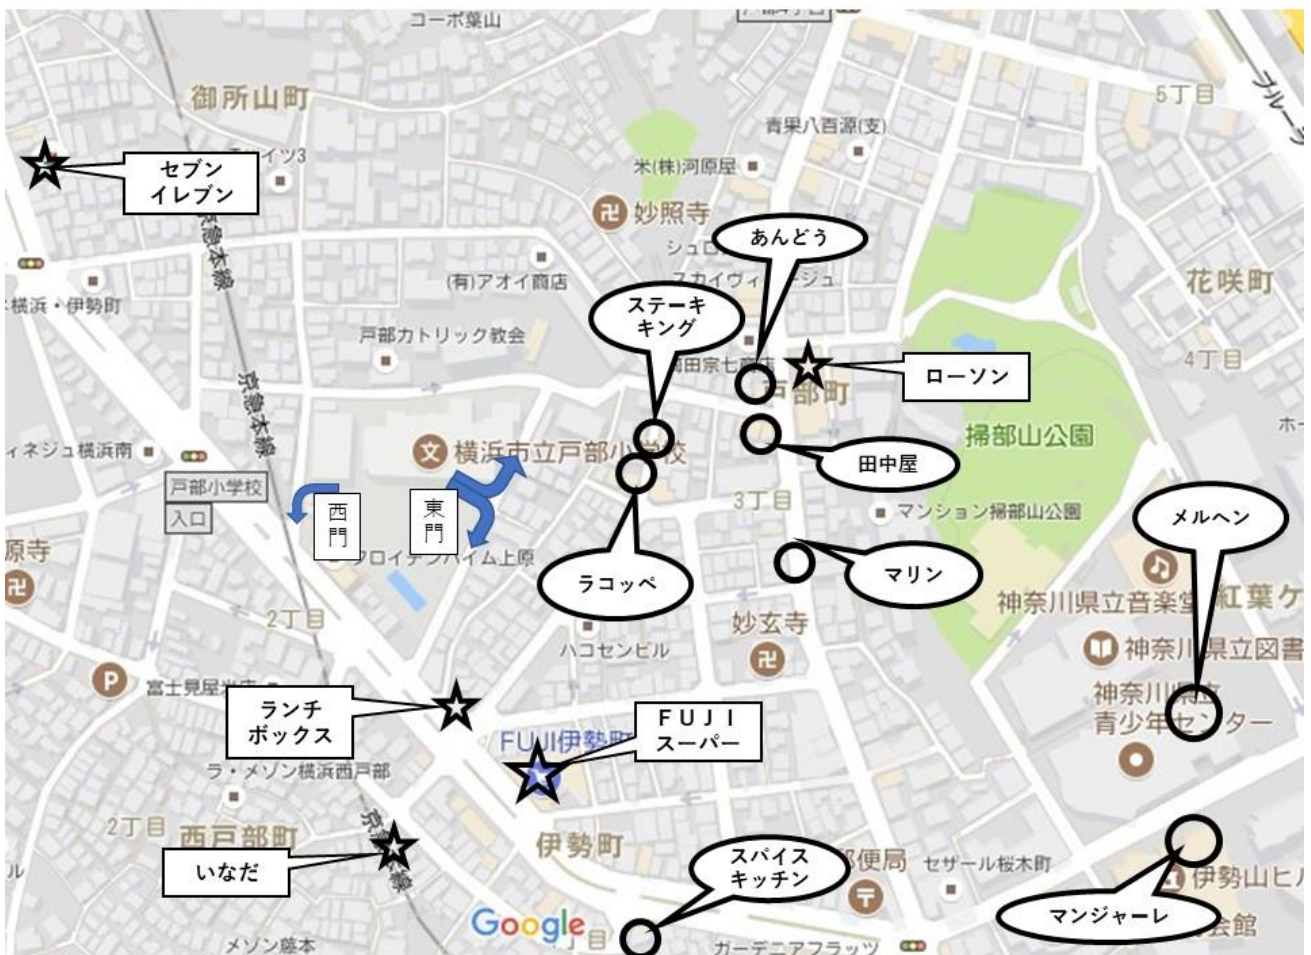 コーポ葉山
御所山町
5丁目
青果八百源(支)
セブン
イレブン
米(株)河原屋
妙照寺
京急本線
あんどう
(有)アオイ商店
花咲町
横浜・伊勢町
ステーキ
キング
戸部カトリック教会
4丁目
ローソン
戸部町
京急本線
掃部山公園
ィネジュ横浜南
文
横浜市立戸部小学校
田中屋
戸部小学校
入口
西門
東門
3丁目
マンション掃部山公園
メルヘン
原寺
ラコッペ
マリン
神奈川県立音楽堂
紅葉ケ
2丁目
妙玄寺
ハコセンビル
神奈川県立図書
P
ランチ
ボックス
FUJI
スーパー
神奈川県立
青少年センター
FUJI伊勢町
ラ・メゾン横浜西戸部
2丁目
西戸部町
伊勢町
いなだ
スパイス
キッチン
郵便局
セザール桜木町
伊勢山ヒル
マンジャーレ
会館
Google
丁目
メゾン藤本
ガーデニアフラッツ